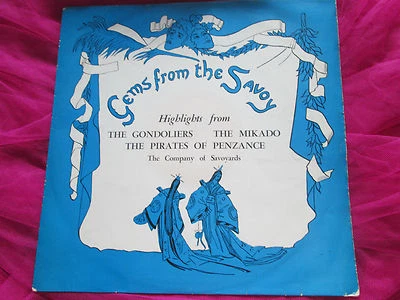 Gems from the Savoy
Highlights from
THE GONDOLIERS THE MIKADO
THE PIRATES OF PENZANCE
The Company of Savoyards